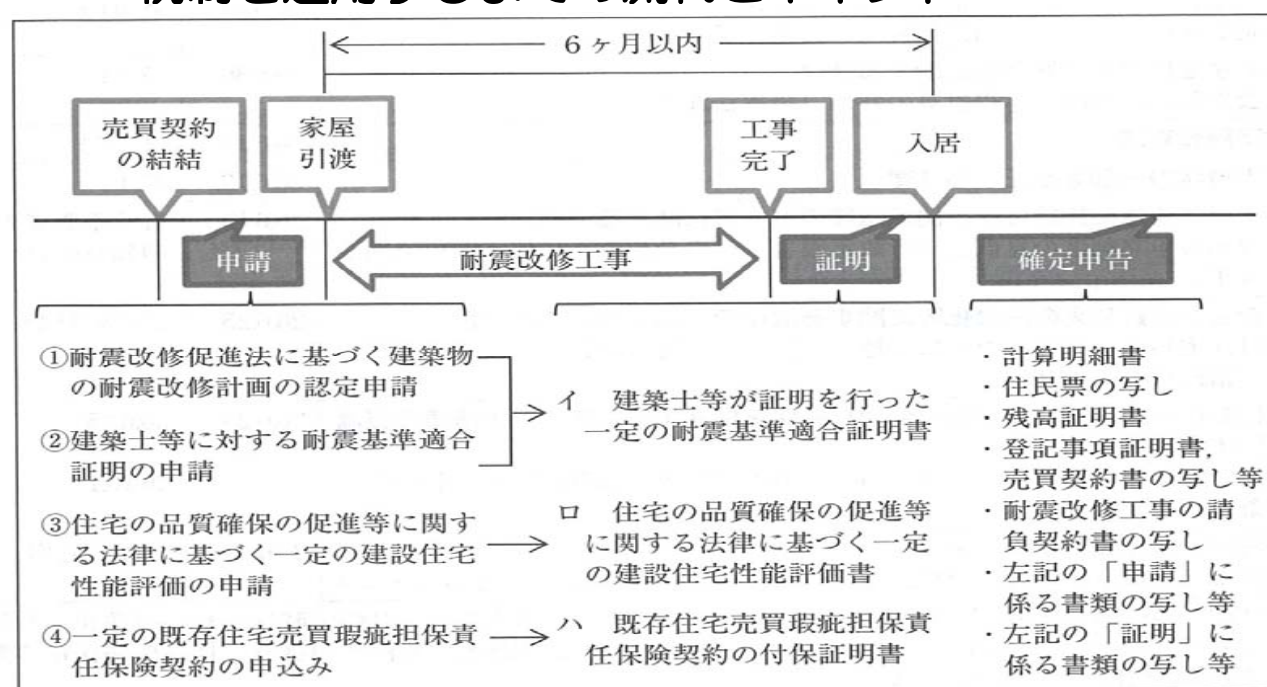 6ヶ月以内
売買契約
の結結
家屋
引渡
工事
完了
入居
申請
耐震改修工事
証明
確定申告
①耐震改修促進法に基づく建築物
の耐震改修計画の認定申請
②建築士等に対する耐震基準適合
証明の申請
③住宅の品質確保の促進等に関す
る法律に基づく一定の建設住宅
性能評価の申請
④一定の既存住宅売買瑕疵担保責
任保険契約の申込み
イ 建築士等が証明を行った
一定の耐震基準適合証明書
ロ 住宅の品質確保の促進等
に関する法律に基づく一定
の建設住宅性能評価書
ハ 既存住宅売買瑕疵担保責
任保険契約の付保証明書
・計算明細書
・住民票の写し
・残高証明書
・登記事項証明書,
売買契約書の写し等
・耐震改修工事の請
負契約書の写し
・左記の「申請」に
係る書類の写し等
・左記の「証明」に
係る書類の写し等